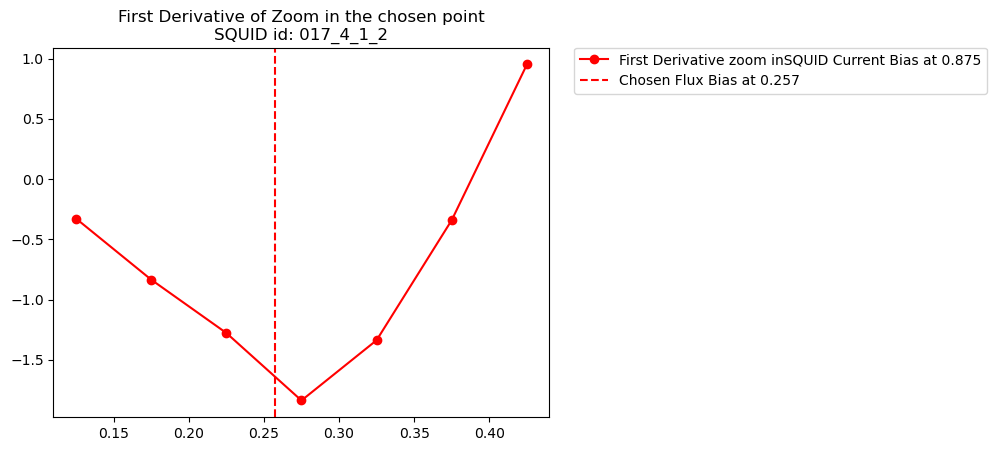 First Derivative of Zoom in the chosen point
SQUID id: 017_4_1_2
First Derivative zoom inSQUID Current Bias at 0.875
Chosen Flux Bias at 0.257
1.0
0.5
0.0
−0.5
−1.0
−1.5
0.15 0.20 0.25 0.30 0.35 0.40